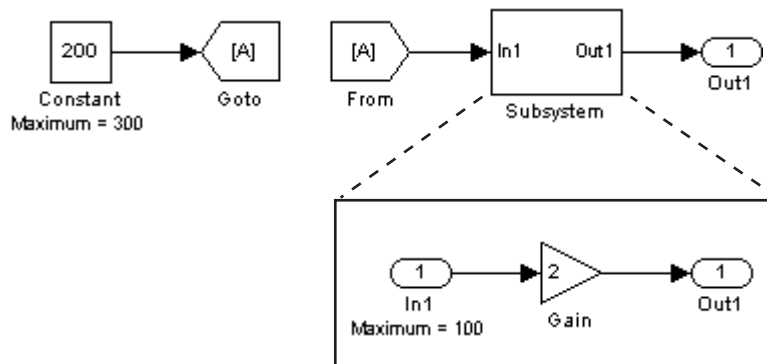 200
[A]
[A]
In1
Out1
1
Constant
Maximum = 300
Goto
From
Subsystem
Out1
1
2
1
In1
Maximum = 100
Gain
Out1